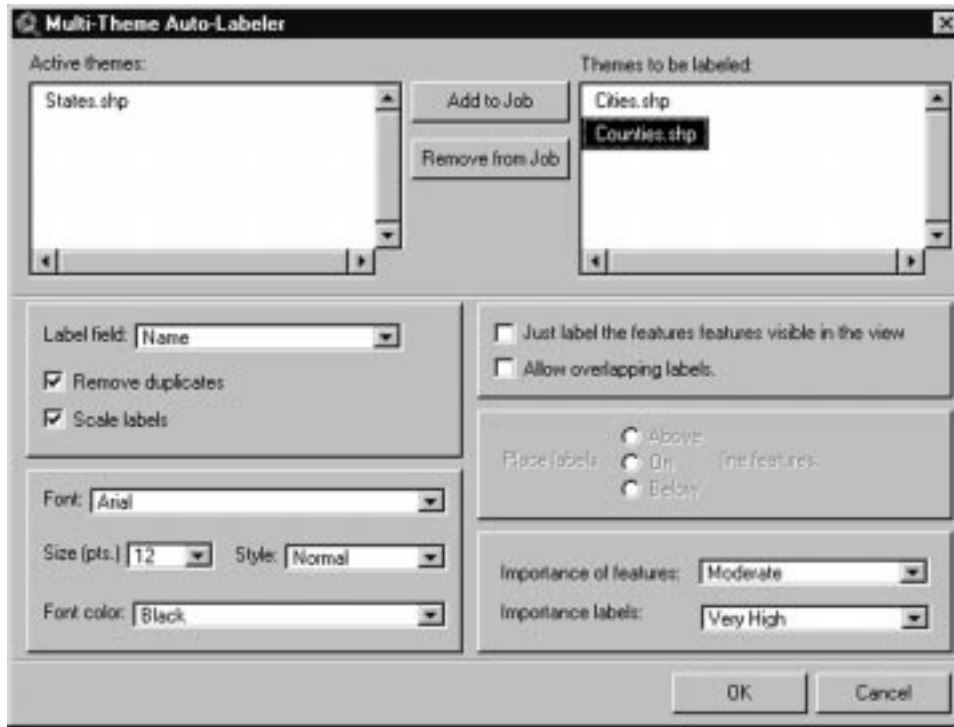 Multi-Theme Auto-Labeler
Active themes:
States.shp
Add to Job
Remove from Job
Themes to be labeled:
Cities.shp
Counties.shp
Label field: Name
Remove duplicates
Scale labels
Just label the features features visible in the view
Allow overlapping labels.
Place labels
Above
On
Below
line features.
Font: Arial
Size (pts.) 12 Style: Normal
Font color: Black
Importance of features: Moderate
Importance labels: Very High
OK
Cancel